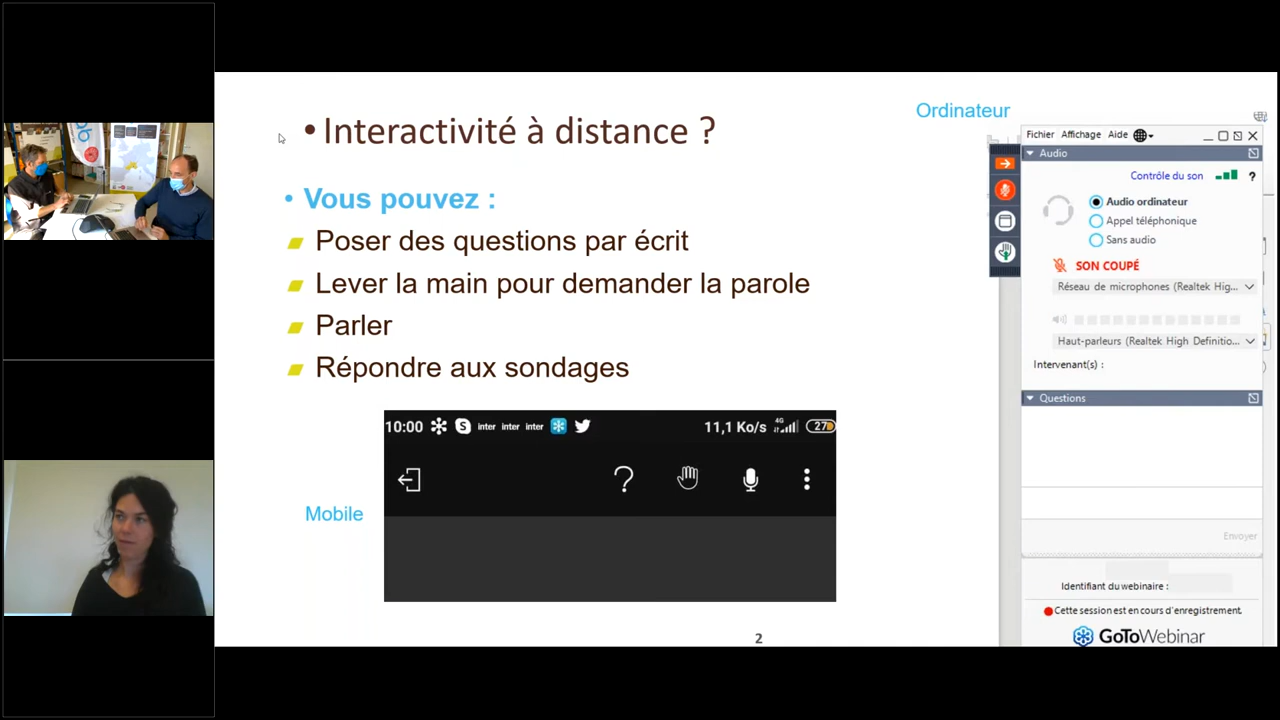 • Interactivité à distance ?
• Vous pouvez :
Poser des questions par écrit
Lever la main pour demander la parole
Parler
Répondre aux sondages
10:00 inter inter inter 11,1 Ko/s 4G 27
Mobile
Ordinateur
Fichier Affichage Aide
Audio
Contrôle du son ?
Audio ordinateur
Appel téléphonique
Sans audio
SON COUPÉ
Réseau de microphones (Realtek Hig...
Haut-parleurs (Realtek High Definitio...
Intervenant(s) :
Questions
Envoyer
Identifiant du webinaire :
Cette session est en cours d'enregistrement.
GoToWebinar
2